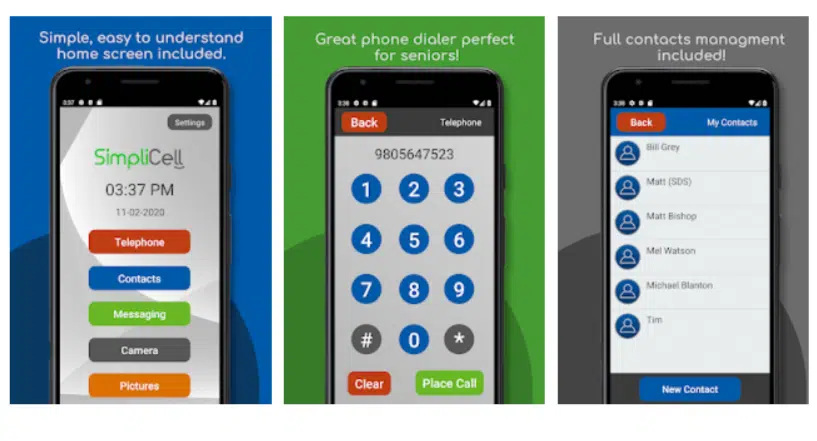 Simple, easy to understand
home screen included.
3:37
Settings
SimpliCell
03:37 PM
11-02-2020
Telephone
Contacts
Messaging
Camera
Pictures
Great phone dialer perfect
for seniors!
3:38
Back Telephone
9805647523
1 2 3
4 5 6
7 8 9
# 0 *
Clear Place Call
Full contacts managment
included!
3:38
Back My Contacts
Bill Grey
Matt (SDS)
Matt Bishop
Mel Watson
Michael Blanton
Tim
New Contact